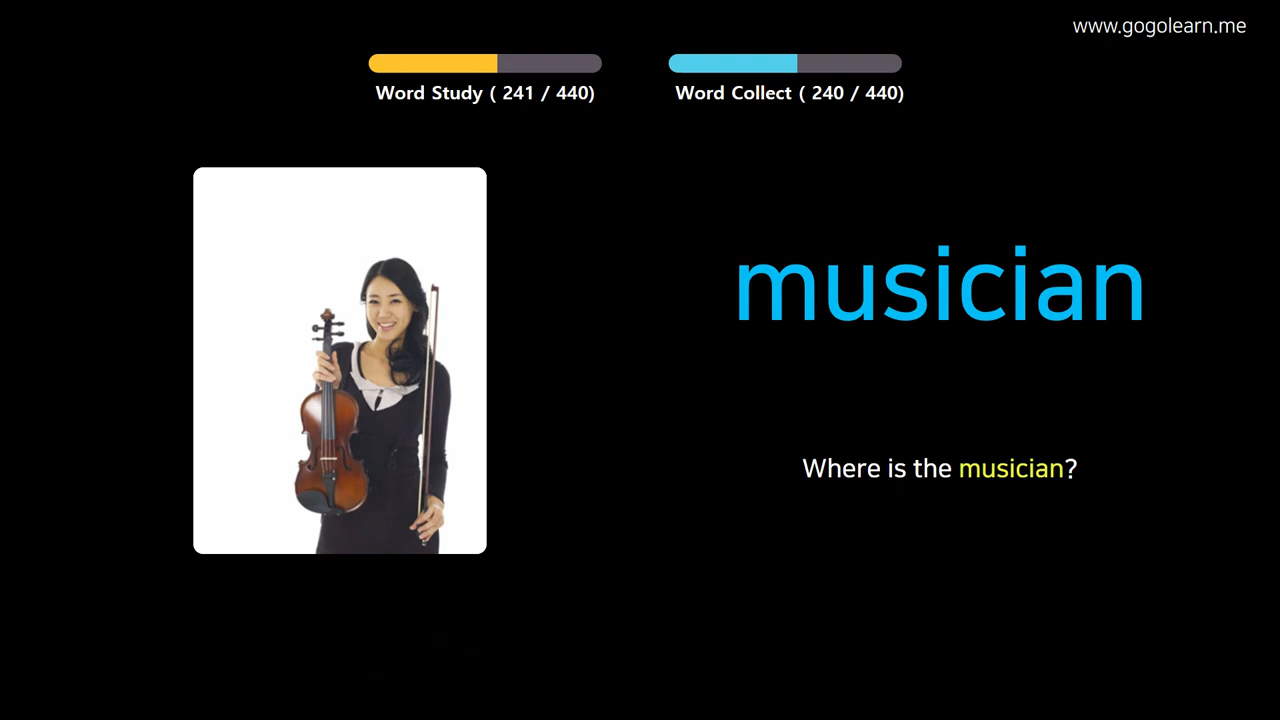 www.gogolearn.me
Word Study ( 241 / 440)
Word Collect ( 240 / 440)
musician
Where is the musician?